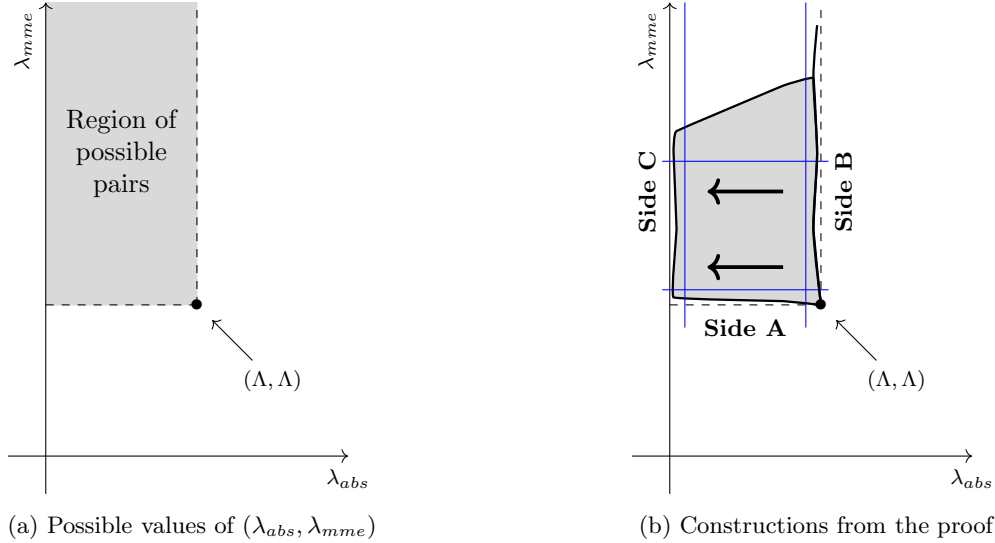 λ_mme
Region of
possible
pairs
(Λ, Λ)
λ_abs
(a) Possible values of (λ_abs, λ_mme)
λ_mme
Side C
Side B
Side A
(Λ, Λ)
λ_abs
(b) Constructions from the proof